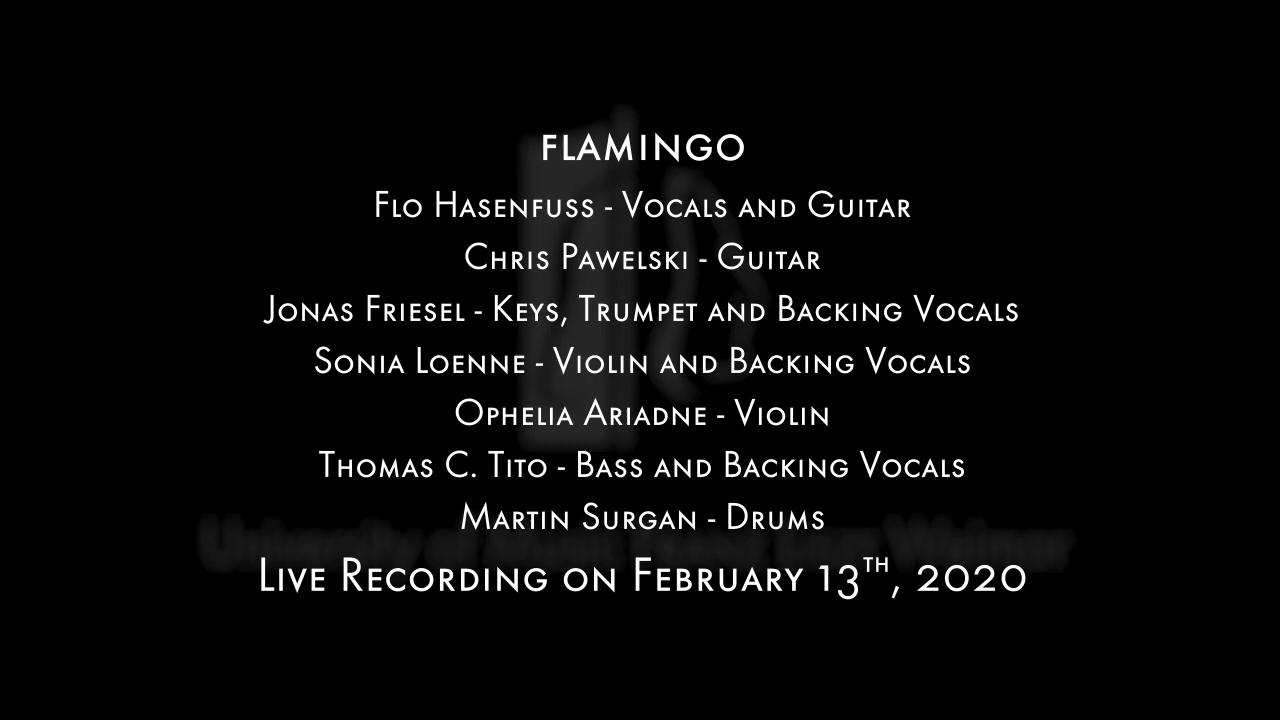 FLAMINGO
Flo Hasenfuss - Vocals and Guitar
Chris Pawelski - Guitar
Jonas Friesel - Keys, Trumpet and Backing Vocals
Sonia Loenne - Violin and Backing Vocals
Ophelia Ariadne - Violin
Thomas C. Tito - Bass and Backing Vocals
Martin Surgan - Drums
Live Recording on February 13th, 2020